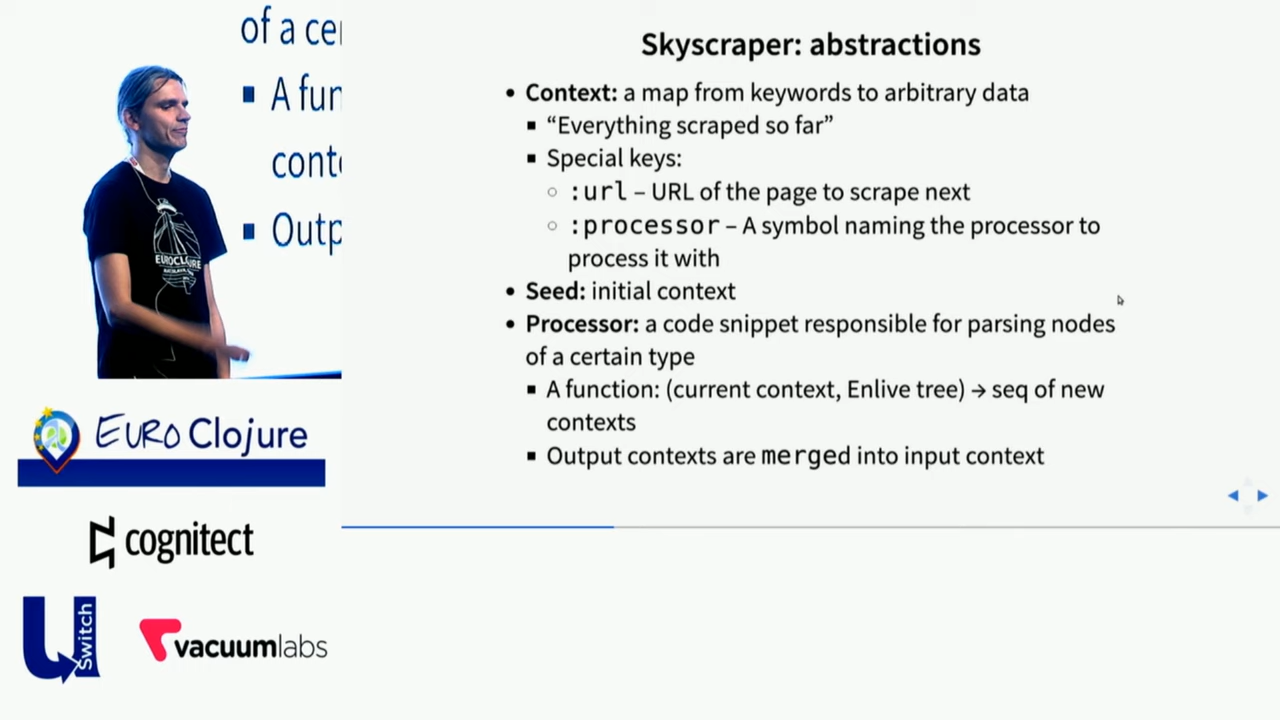 of a cer
▪ A fun
conte
▪ Outp
EUROCLOJURE
EURO Clojure
cognitect
U Switch
vacuumlabs
Skyscraper: abstractions
• Context: a map from keywords to arbitrary data
▪ “Everything scraped so far”
▪ Special keys:
○ :url – URL of the page to scrape next
○ :processor – A symbol naming the processor to
process it with
• Seed: initial context
• Processor: a code snippet responsible for parsing nodes
of a certain type
▪ A function: (current context, Enlive tree) → seq of new
contexts
▪ Output contexts are merged into input context